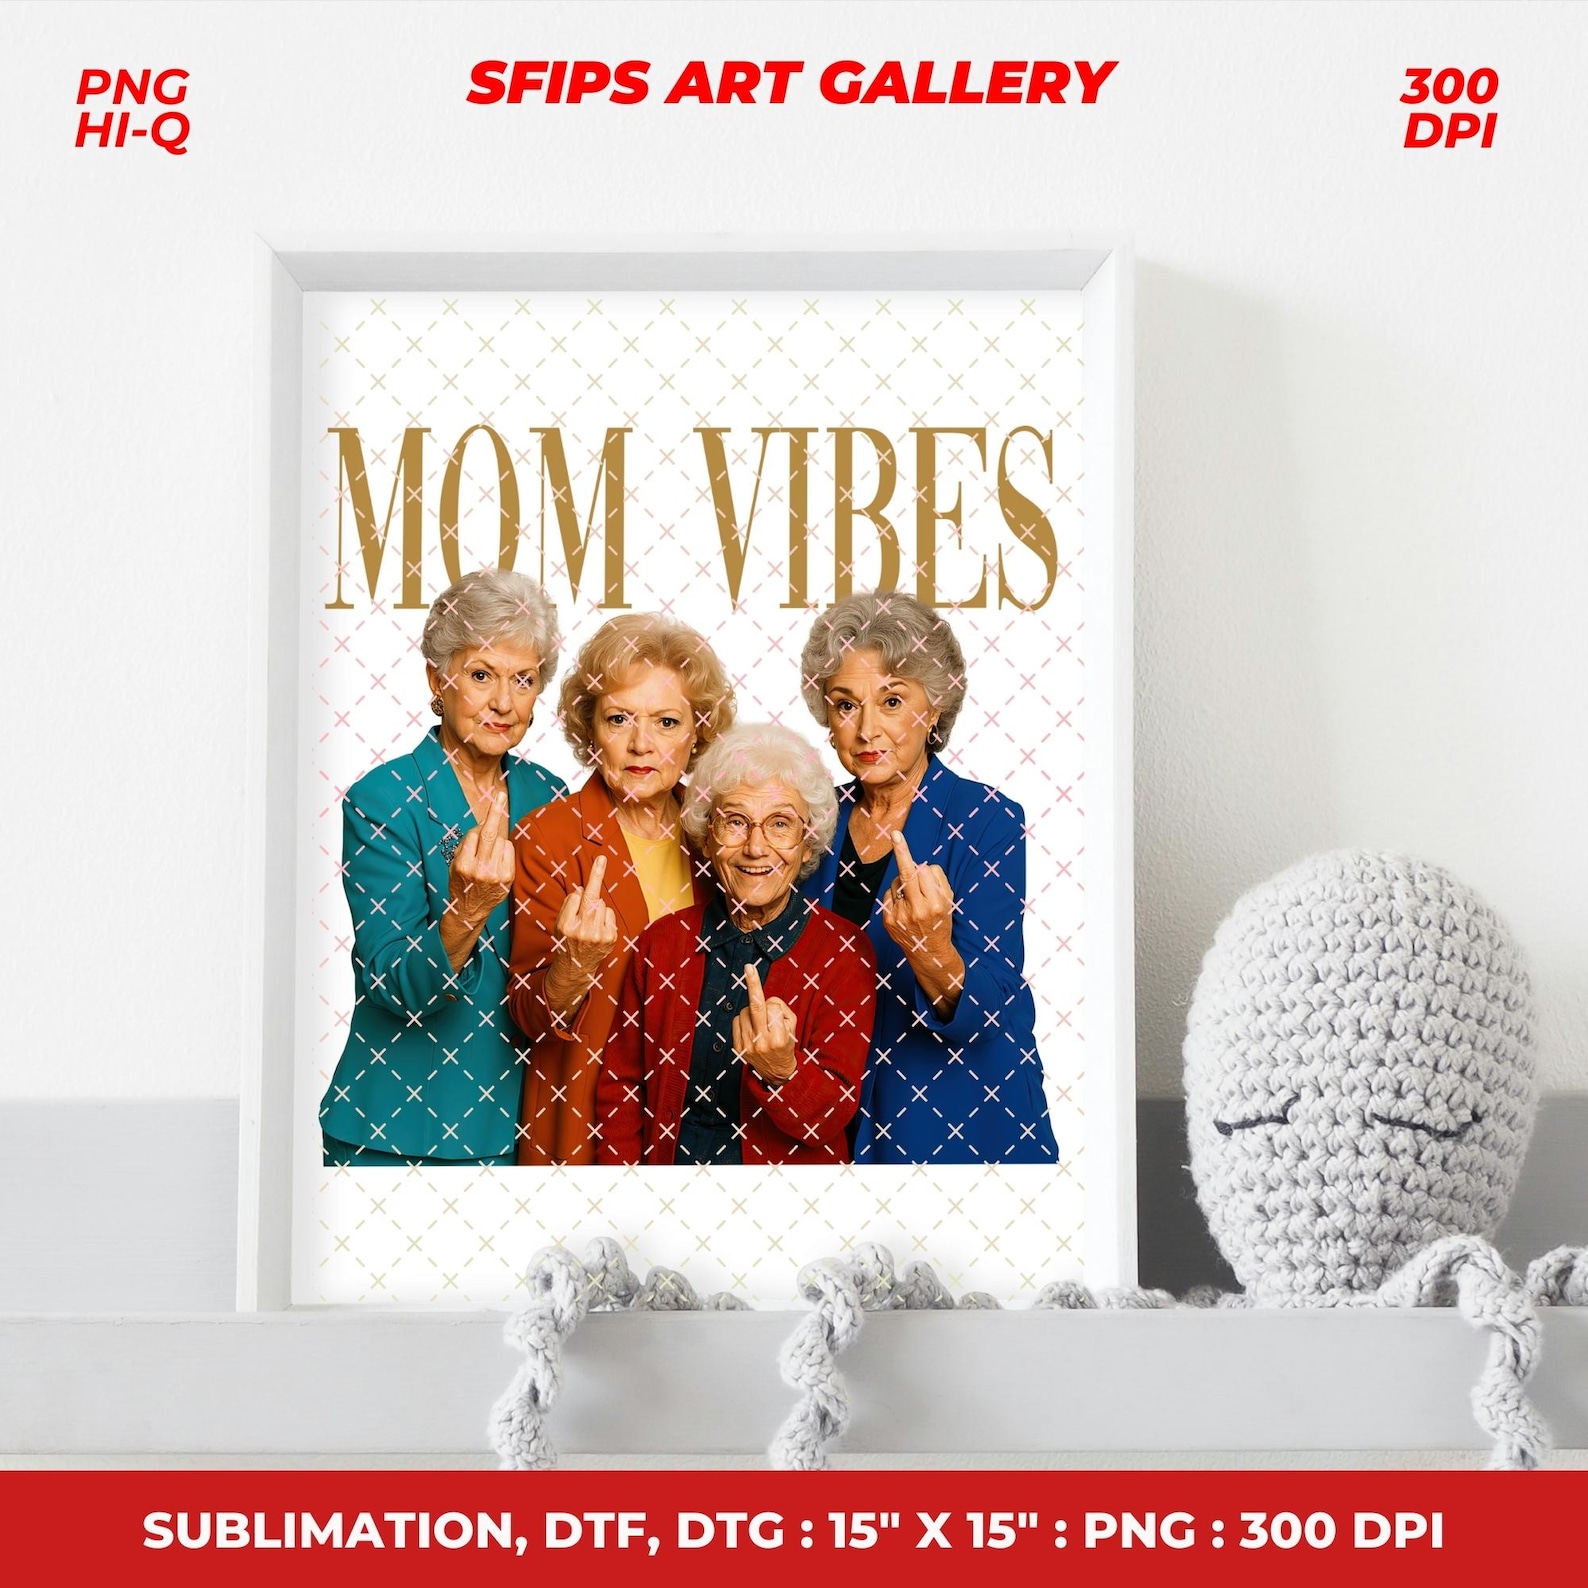 PNG
HI-Q
SFIPS ART GALLERY
300
DPI
MOM VIBES
SUBLIMATION, DTF, DTG : 15" X 15" : PNG : 300 DPI